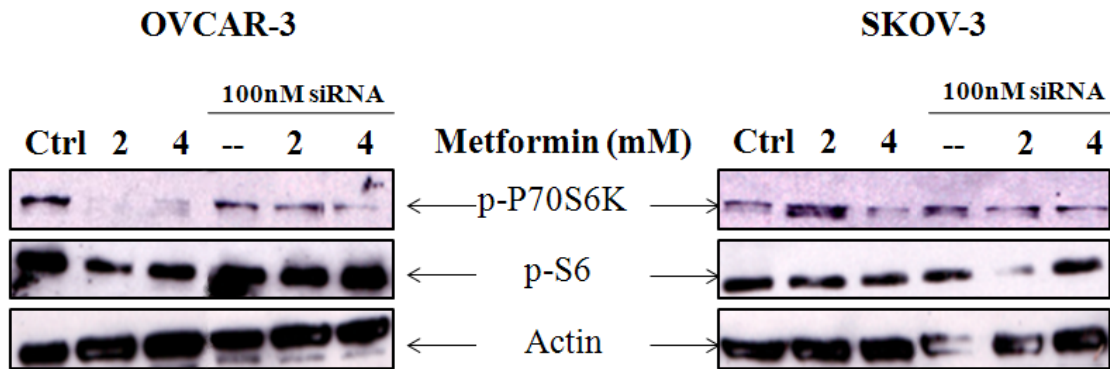 OVCAR-3 SKOV-3
100nM siRNA 100nM siRNA
Ctrl 2 4 -- 2 4 Metformin (mM) Ctrl 2 4 -- 2 4
p-P70S6K
p-S6
Actin